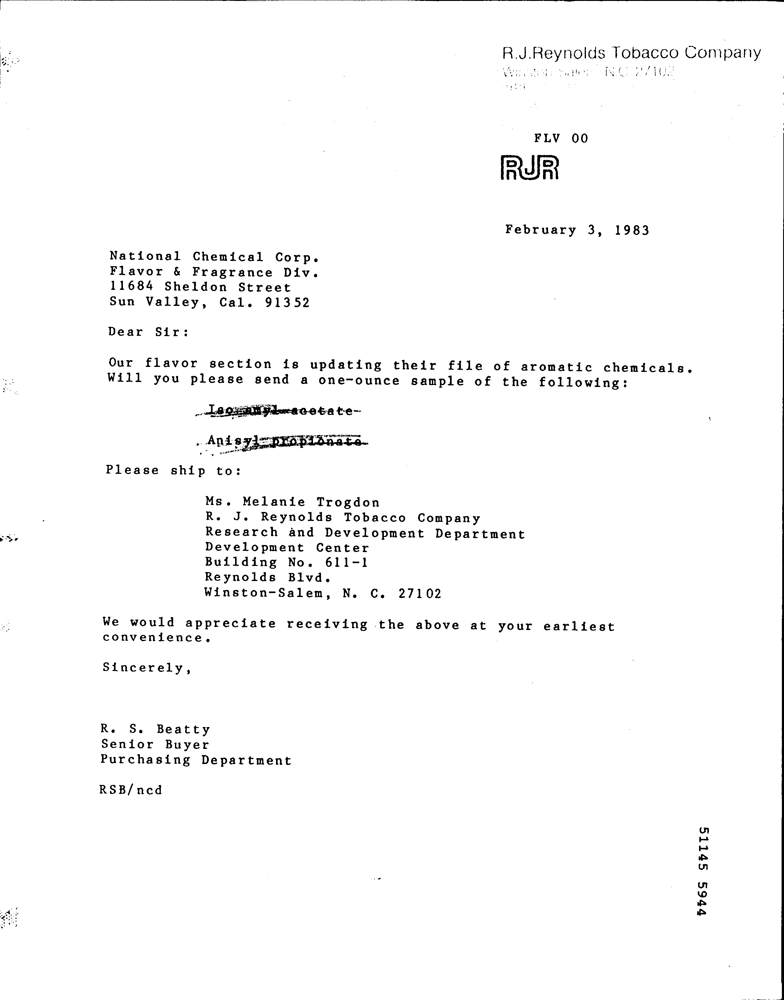 R.J.Reynolds Tobacco Company
Winston-Salem N.C. 27102
FLV 00
RJR
February 3, 1983
National Chemical Corp.
Flavor & Fragrance Div.
11684 Sheldon Street
Sun Valley, Cal. 91352
Dear Sir:
Our flavor section is updating their file of aromatic chemicals.
Will you please send a one-ounce sample of the following:
acetate
Anisyl propionate
Please ship to:
Ms. Melanie Trogdon
R. J. Reynolds Tobacco Company
Research and Development Department
Development Center
Building No. 611-1
Reynolds Blvd.
Winston-Salem, N. C. 27102
We would appreciate receiving the above at your earliest
convenience.
Sincerely,
R. S. Beatty
Senior Buyer
Purchasing Department
RSB/ncd
51145 5944